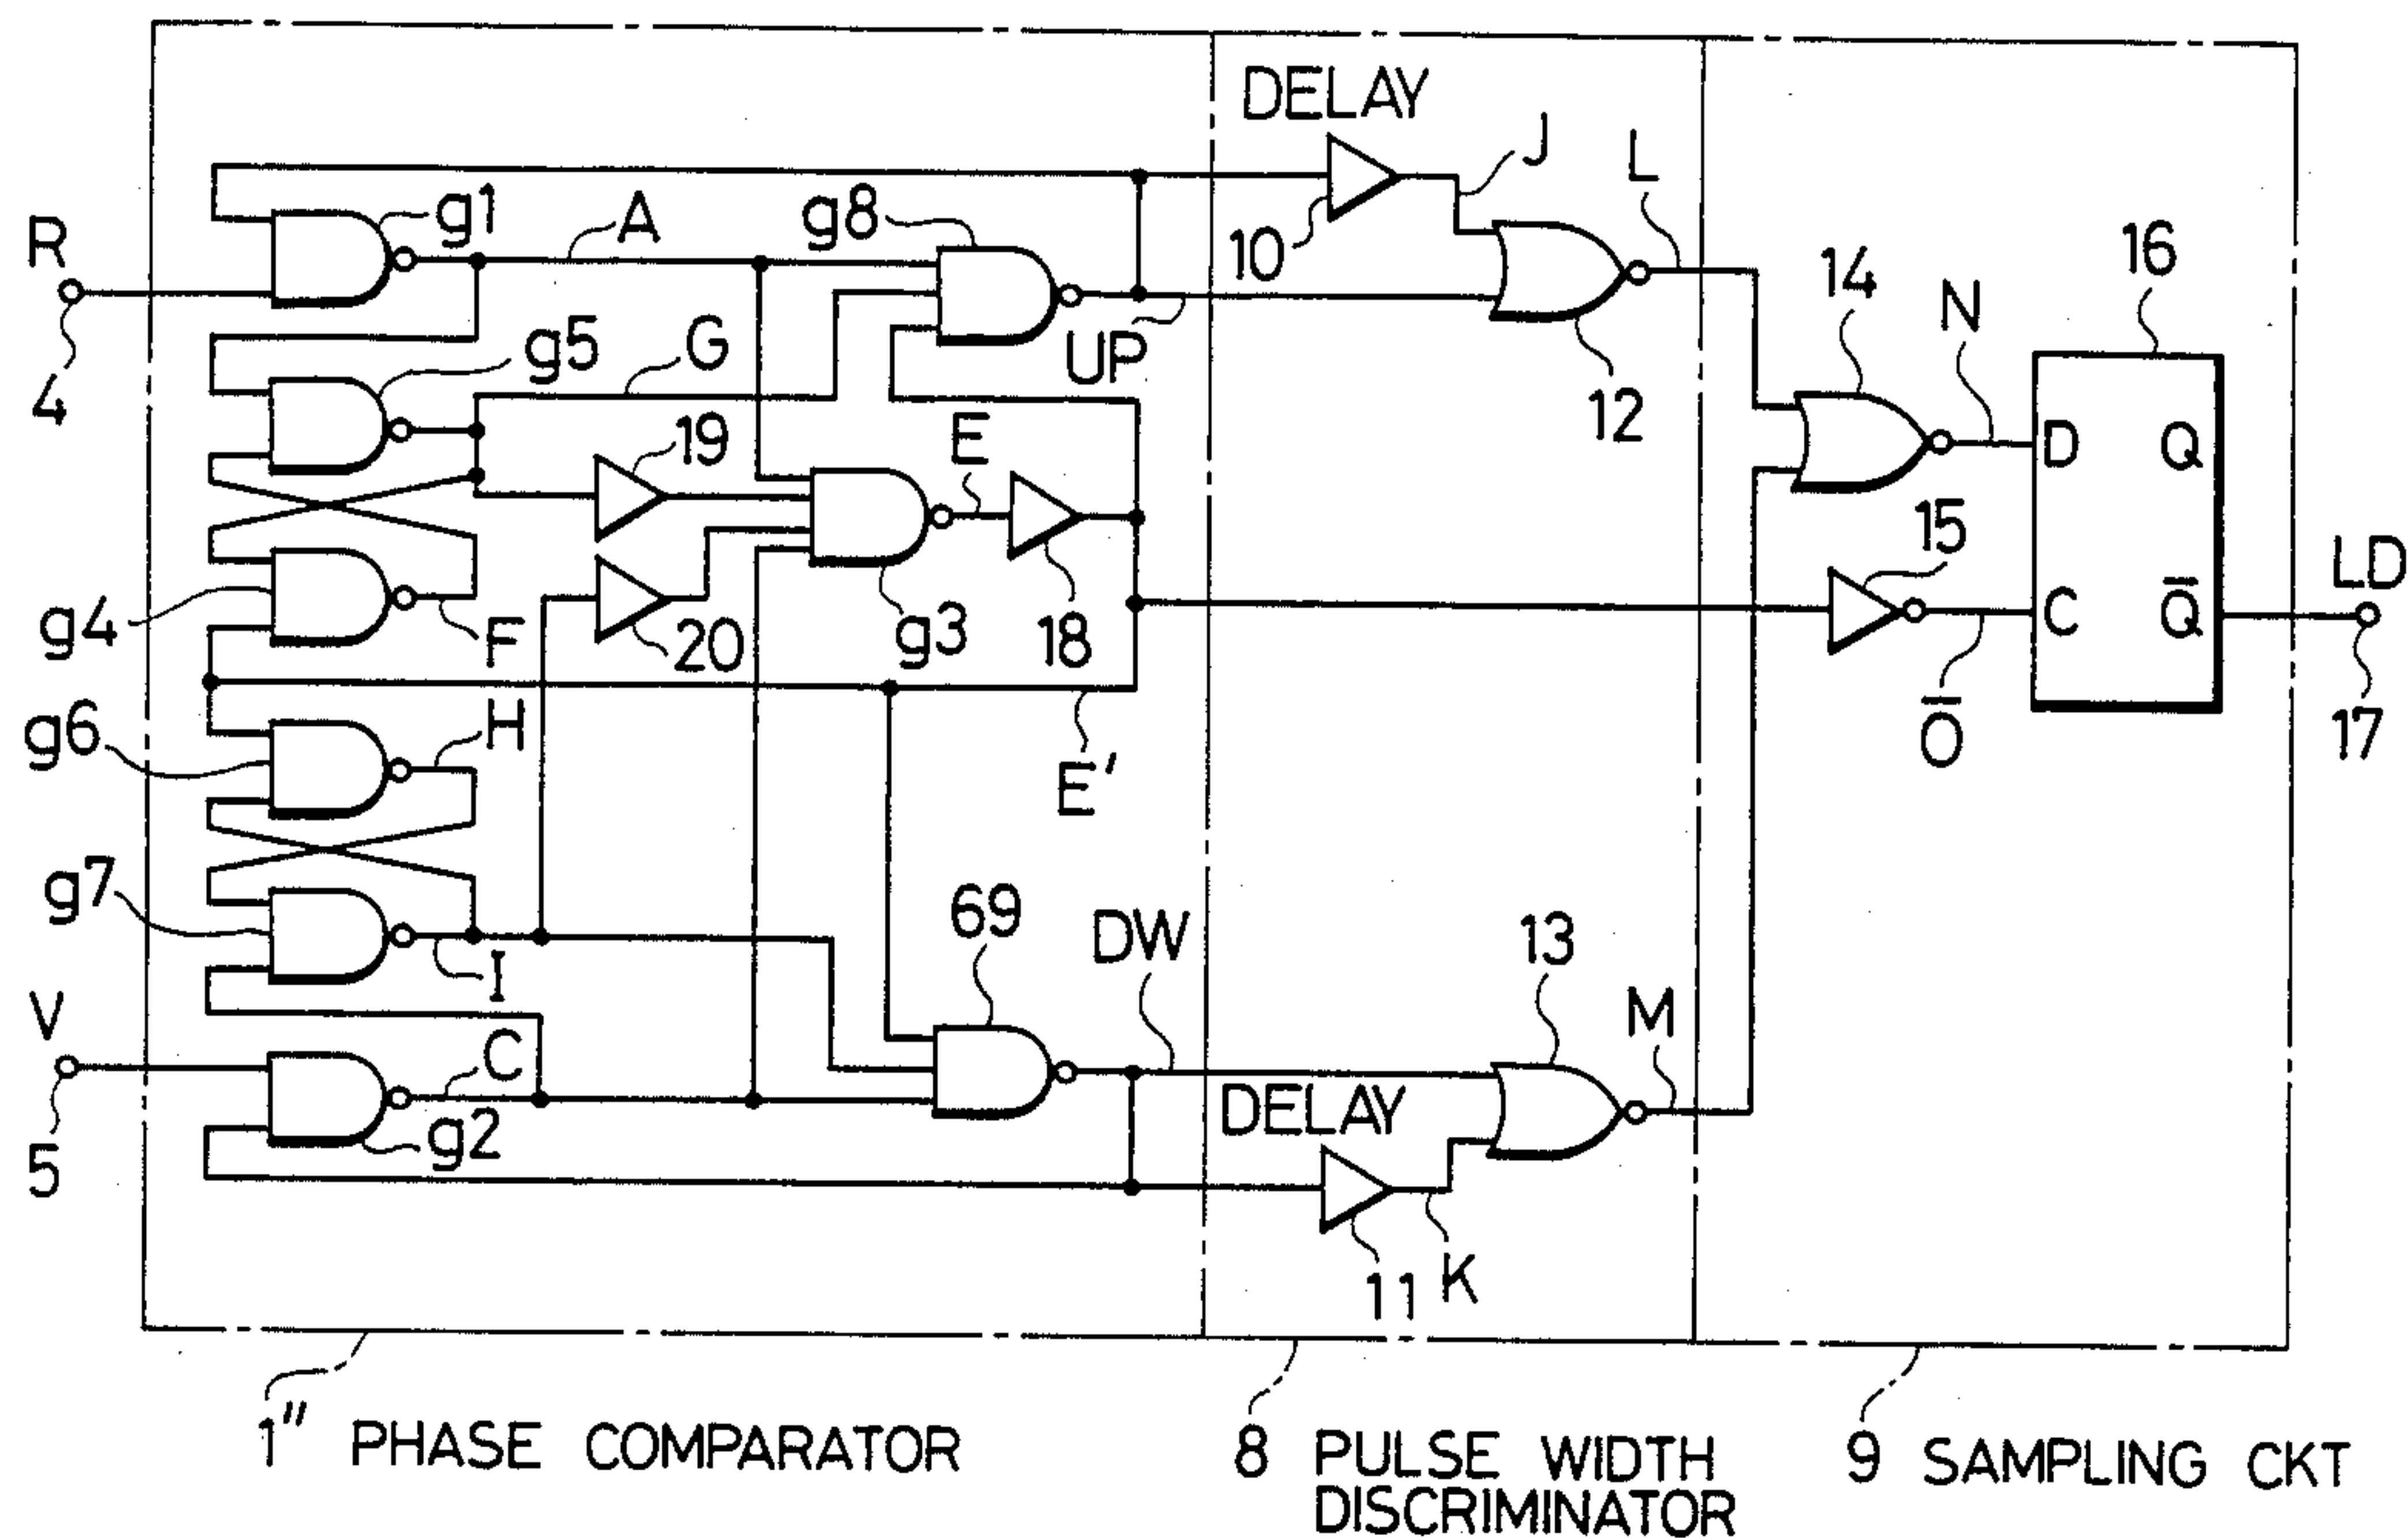 DELAY
J
L
g1
A
g8
R
10
16
14
N
g5
G
UP
4
12
19
E
D
Q
15
g4
F
20
g3
18
C
Q̅
LD
g6
H
E'
O̅
17
g7
I
69
DW
13
V
C
M
g2
DELAY
5
11
K
1" PHASE COMPARATOR
8 PULSE WIDTH
DISCRIMINATOR
9 SAMPLING CKT